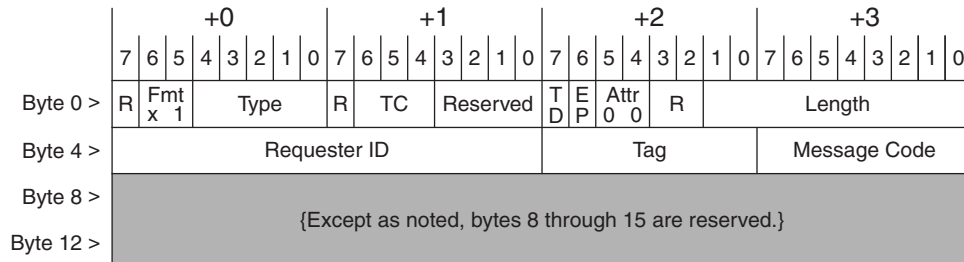 +0 +1 +2 +3
7 6 5 4 3 2 1 0 7 6 5 4 3 2 1 0 7 6 5 4 3 2 1 0 7 6 5 4 3 2 1 0
Byte 0 > R Fmt x 1 Type R TC Reserved T D E P Attr 0 0 R Length
Byte 4 > Requester ID Tag Message Code
Byte 8 >
{Except as noted, bytes 8 through 15 are reserved.}
Byte 12 >